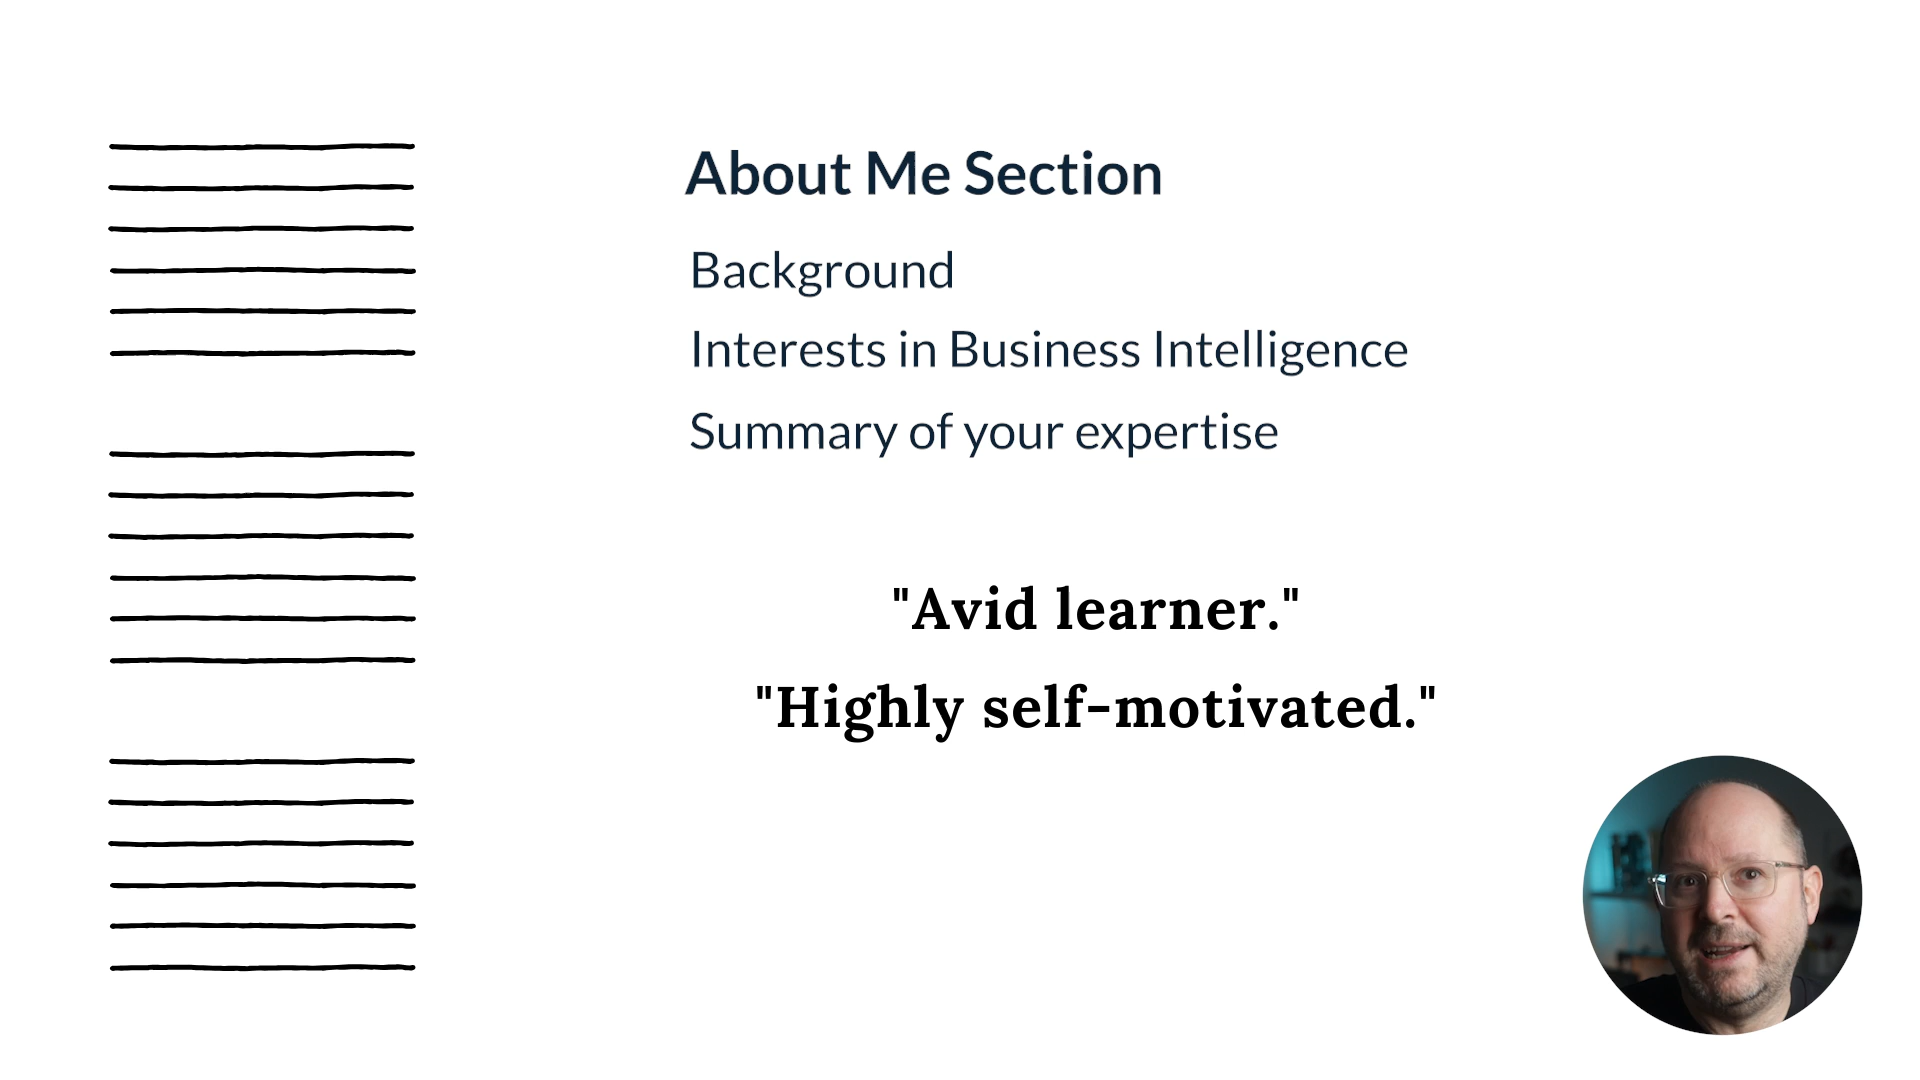 About Me Section
Background
Interests in Business Intelligence
Summary of your expertise
"Avid learner."
"Highly self-motivated."